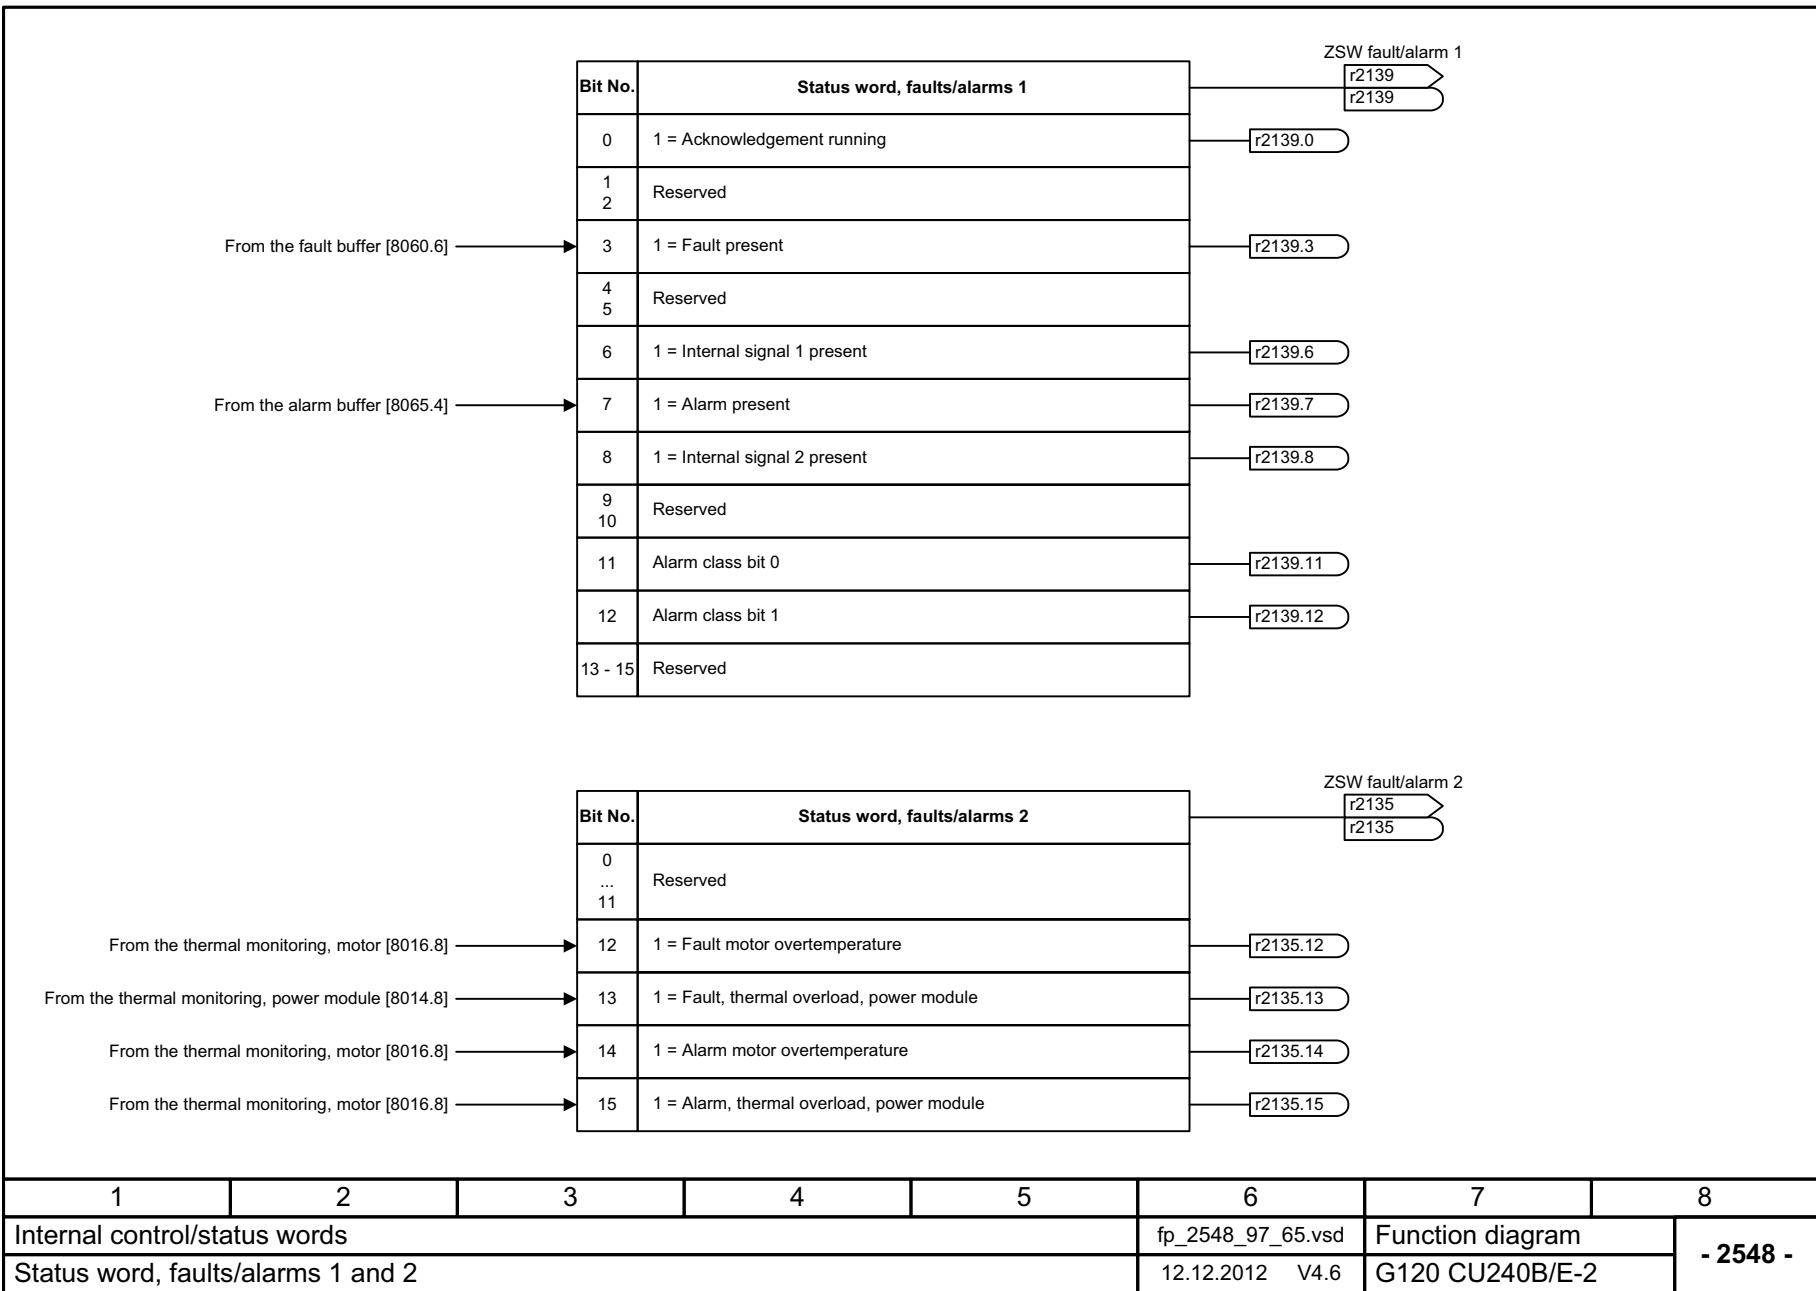 ZSW fault/alarm 1
Bit No. Status word, faults/alarms 1 r2139
r2139
0 1 = Acknowledgement running r2139.0
1
2
Reserved
From the fault buffer [8060.6] 3 1 = Fault present r2139.3
4
5
Reserved
6 1 = Internal signal 1 present r2139.6
From the alarm buffer [8065.4] 7 1 = Alarm present r2139.7
8 1 = Internal signal 2 present r2139.8
9
10
Reserved
11 Alarm class bit 0 r2139.11
12 Alarm class bit 1 r2139.12
13 - 15 Reserved
ZSW fault/alarm 2
Bit No. Status word, faults/alarms 2 r2135
r2135
0
...
11
Reserved
From the thermal monitoring, motor [8016.8] 12 1 = Fault motor overtemperature r2135.12
From the thermal monitoring, power module [8014.8] 13 1 = Fault, thermal overload, power module r2135.13
From the thermal monitoring, motor [8016.8] 14 1 = Alarm motor overtemperature r2135.14
From the thermal monitoring, motor [8016.8] 15 1 = Alarm, thermal overload, power module r2135.15
1 2 3 4 5 6 7 8
Internal control/status words fp_2548_97_65.vsd Function diagram - 2548 -
Status word, faults/alarms 1 and 2 12.12.2012 V4.6 G120 CU240B/E-2